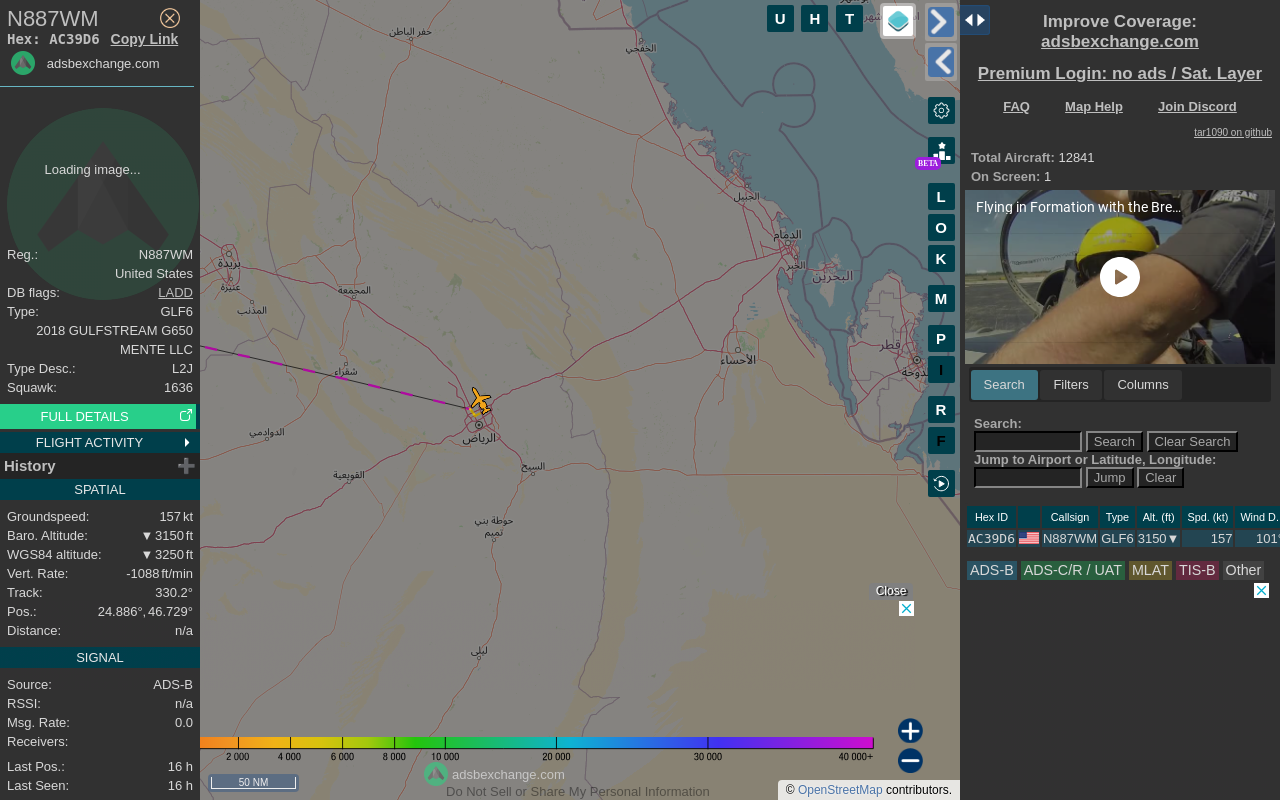 N887WM
Hex: AC39D6 Copy Link
adsbexchange.com
Loading image...
Reg.: N887WM
United States
DB flags: LADD
Type: GLF6
2018 GULFSTREAM G650
MENTE LLC
Type Desc.: L2J
Squawk: 1636
FULL DETAILS
FLIGHT ACTIVITY
History
SPATIAL
Groundspeed: 157 kt
Baro. Altitude: ▼ 3150 ft
WGS84 altitude: ▼ 3250 ft
Vert. Rate: -1088 ft/min
Track: 330.2°
Pos.: 24.886°, 46.729°
Distance: n/a
SIGNAL
Source: ADS-B
RSSI: n/a
Msg. Rate: 0.0
Receivers:
Last Pos.: 16 h
Last Seen: 16 h
حفر الباطن
الخفجي
الجبيل
الدمام
الخبر
البحرين
بريدة
عنيزة
المذنب
المجمعة
شقراء
الأحساء
قطر
الدوحة
الرياض
الدوادمي
القويعية
السيح
حوطة بني
تميم
ليلى
U H T
BETA
L
O
K
M
P
I
R
F
Close
2 000 4 000 6 000 8 000 10 000 20 000 30 000 40 000+
50 NM
adsbexchange.com
Do Not Sell or Share My Personal Information
© OpenStreetMap contributors.
Improve Coverage:
adsbexchange.com
Premium Login: no ads / Sat. Layer
FAQ Map Help Join Discord
tar1090 on github
Total Aircraft: 12841
On Screen: 1
Flying in Formation with the Bre...
Search Filters Columns
Search:
Search Clear Search
Jump to Airport or Latitude, Longitude:
Jump Clear
Hex ID Callsign Type Alt. (ft) Spd. (kt) Wind D.
AC39D6 N887WM GLF6 3150▼ 157 101°
ADS-B ADS-C/R / UAT MLAT TIS-B Other